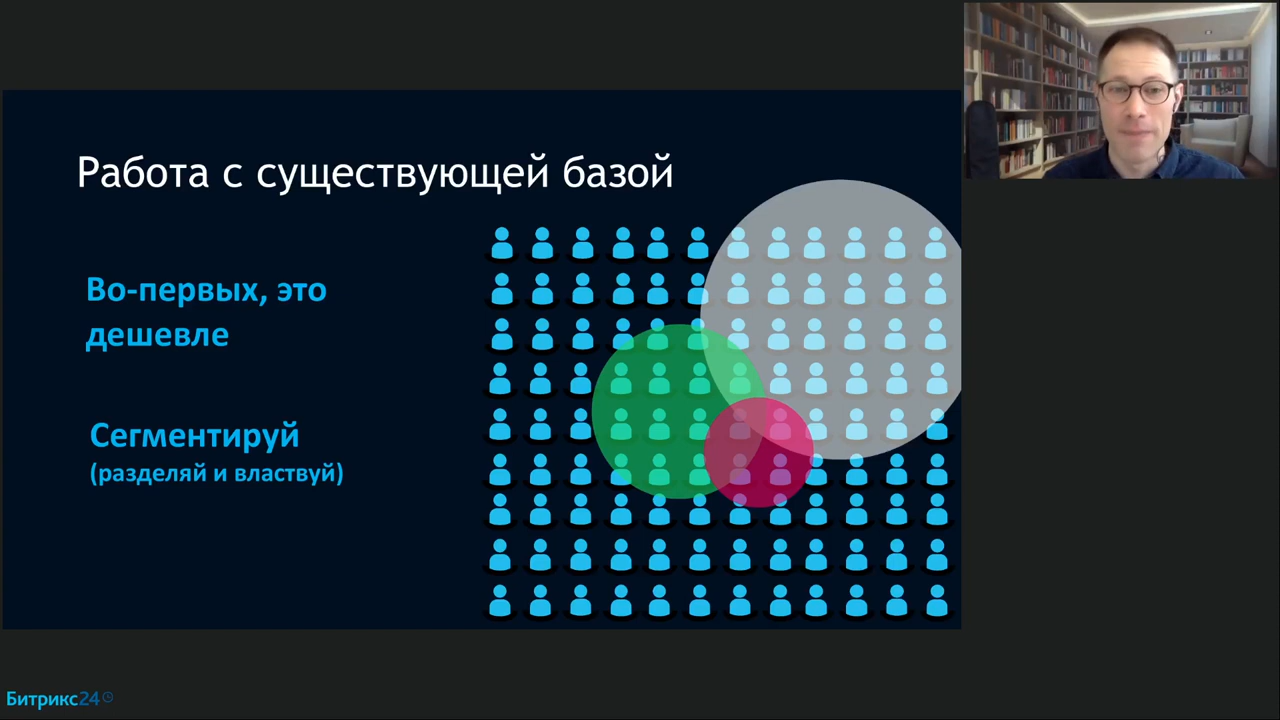 Работа с существующей базой
Во-первых, это
дешевле
Сегментируй
(разделяй и властвуй)
Битрикс24